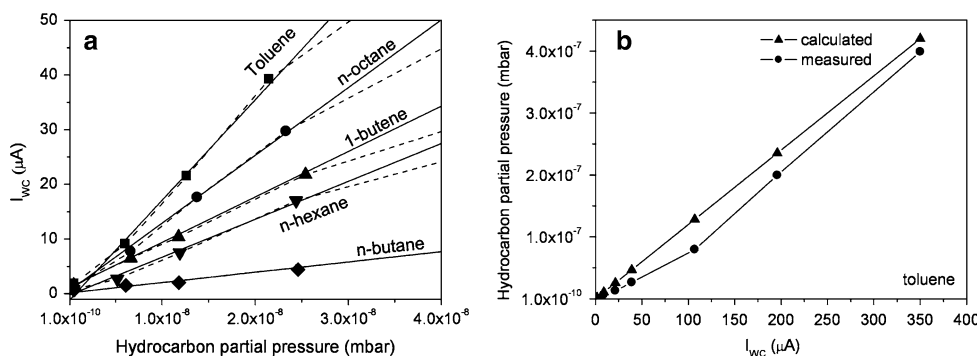 a
50
40
30
20
10
0
I_WC (µA)
Toluene
n-octane
1-butene
n-hexane
n-butane
1.0x10⁻¹⁰ 1.0x10⁻⁸ 2.0x10⁻⁸ 3.0x10⁻⁸ 4.0x10⁻⁸
Hydrocarbon partial pressure (mbar)
b
calculated
measured
4.0x10⁻⁷
3.0x10⁻⁷
2.0x10⁻⁷
1.0x10⁻⁷
1.0x10⁻¹⁰
Hydrocarbon partial pressure (mbar)
toluene
0 50 100 150 200 250 300 350 400
I_WC (µA)